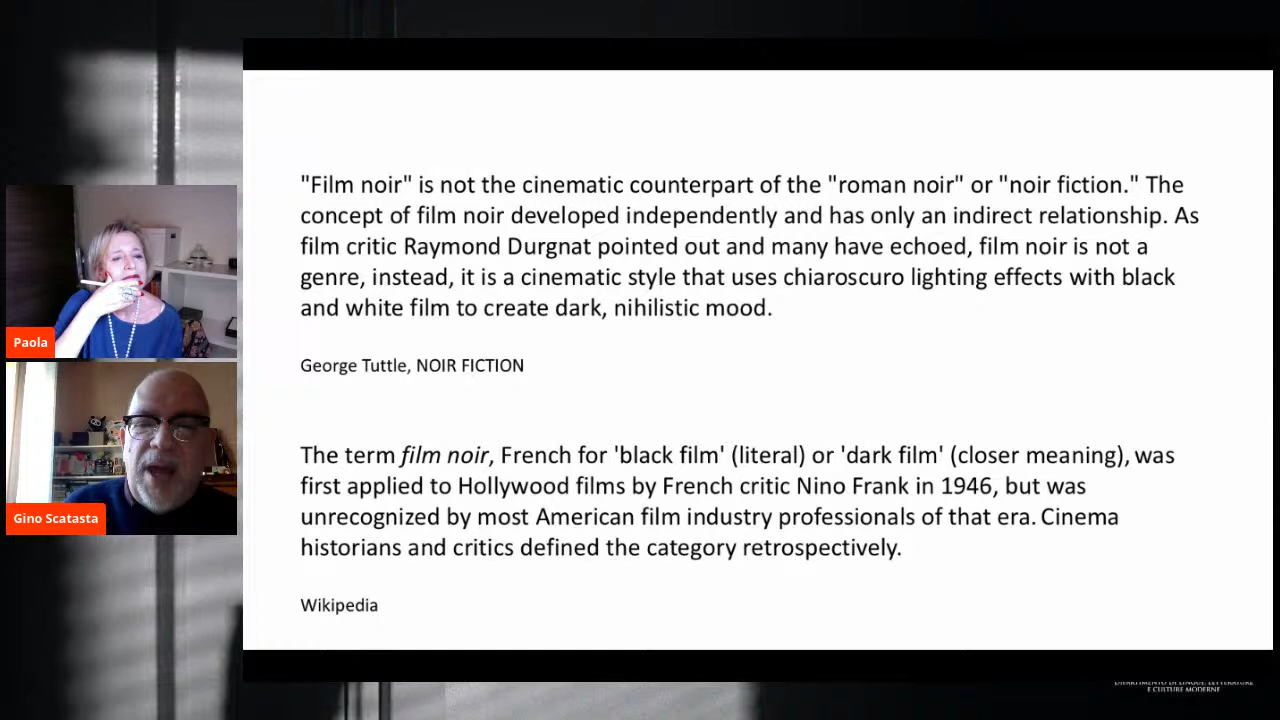 "Film noir" is not the cinematic counterpart of the "roman noir" or "noir fiction." The
concept of film noir developed independently and has only an indirect relationship. As
film critic Raymond Durgnat pointed out and many have echoed, film noir is not a
genre, instead, it is a cinematic style that uses chiaroscuro lighting effects with black
and white film to create dark, nihilistic mood.
George Tuttle, NOIR FICTION
The term film noir, French for 'black film' (literal) or 'dark film' (closer meaning), was
first applied to Hollywood films by French critic Nino Frank in 1946, but was
unrecognized by most American film industry professionals of that era. Cinema
historians and critics defined the category retrospectively.
Wikipedia
Paola
Gino Scatasta
DIPARTIMENTO DI LINGUE, LETTERATURE
E CULTURE MODERNE